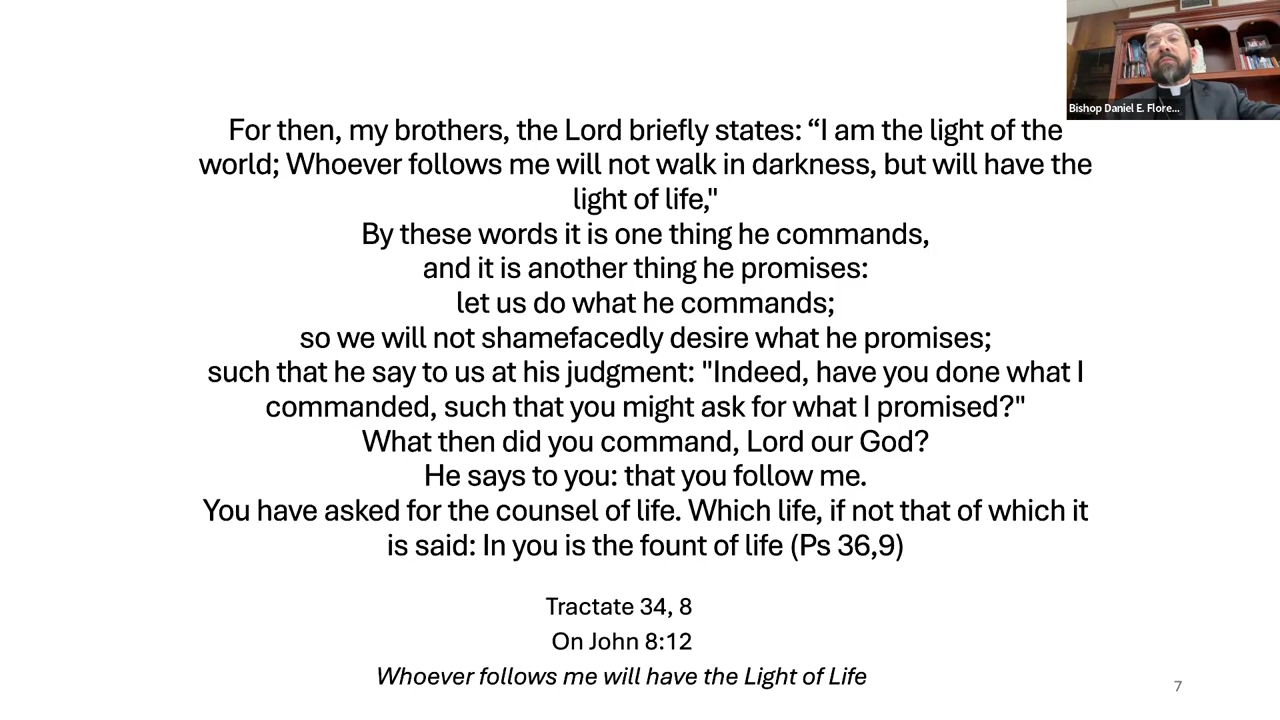 Bishop Daniel E. Flore...
For then, my brothers, the Lord briefly states: “I am the light of the
world; Whoever follows me will not walk in darkness, but will have the
light of life,"
By these words it is one thing he commands,
and it is another thing he promises:
let us do what he commands;
so we will not shamefacedly desire what he promises;
such that he say to us at his judgment: "Indeed, have you done what I
commanded, such that you might ask for what I promised?"
What then did you command, Lord our God?
He says to you: that you follow me.
You have asked for the counsel of life. Which life, if not that of which it
is said: In you is the fount of life (Ps 36,9)
Tractate 34, 8
On John 8:12
Whoever follows me will have the Light of Life
7